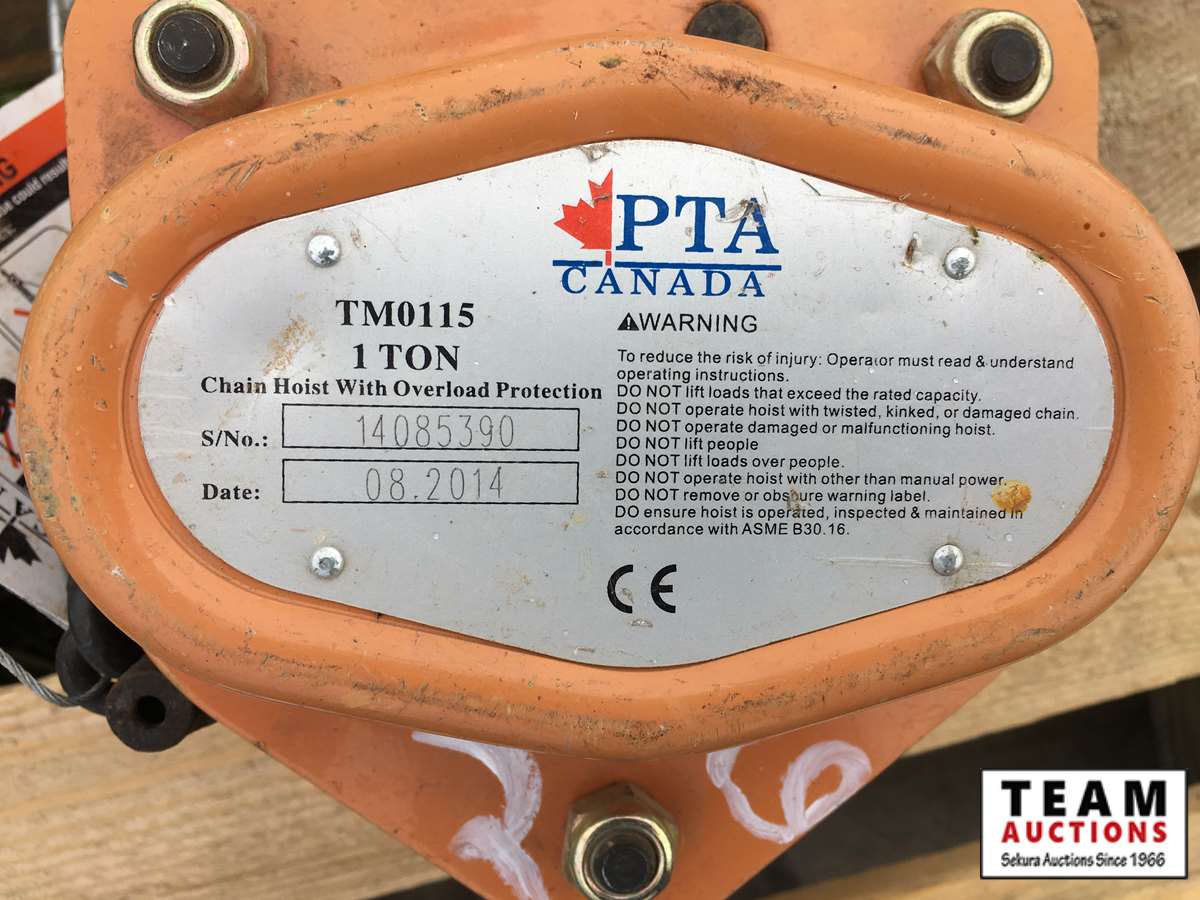 PTA
CANADA
TM0115
1 TON
Chain Hoist With Overload Protection
S/No.: 14085390
Date: 08.2014
⚠WARNING
To reduce the risk of injury: Operator must read & understand
operating instructions.
DO NOT lift loads that exceed the rated capacity.
DO NOT operate hoist with twisted, kinked, or damaged chain.
DO NOT operate damaged or malfunctioning hoist.
DO NOT lift people
DO NOT lift loads over people.
DO NOT operate hoist with other than manual power.
DO NOT remove or obscure warning label.
DO ensure hoist is operated, inspected & maintained in
accordance with ASME B30.16.
CE
could result
TEAM
AUCTIONS
Sekura Auctions Since 1966